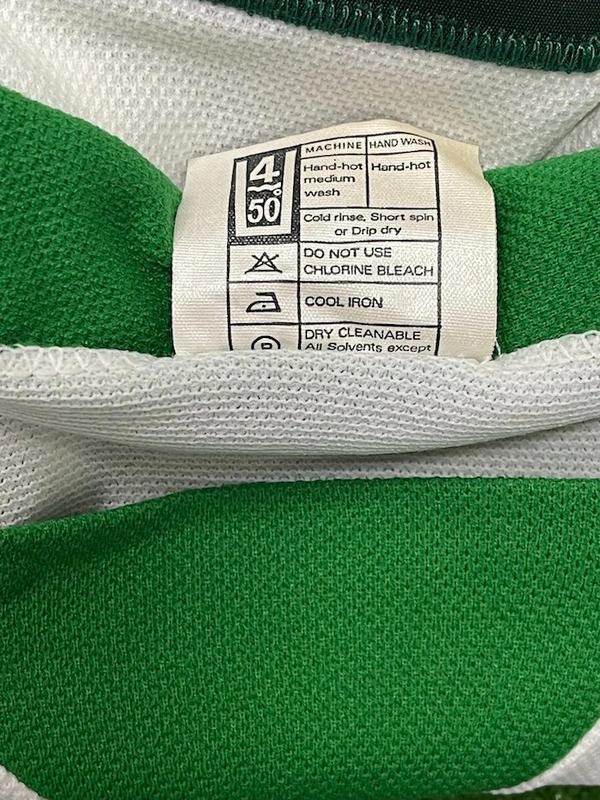 MACHINE HAND WASH
4
50°
Hand-hot Hand-hot
medium
wash
Cold rinse, Short spin
or Drip dry
DO NOT USE
CHLORINE BLEACH
COOL IRON
DRY CLEANABLE
P
All Solvents except